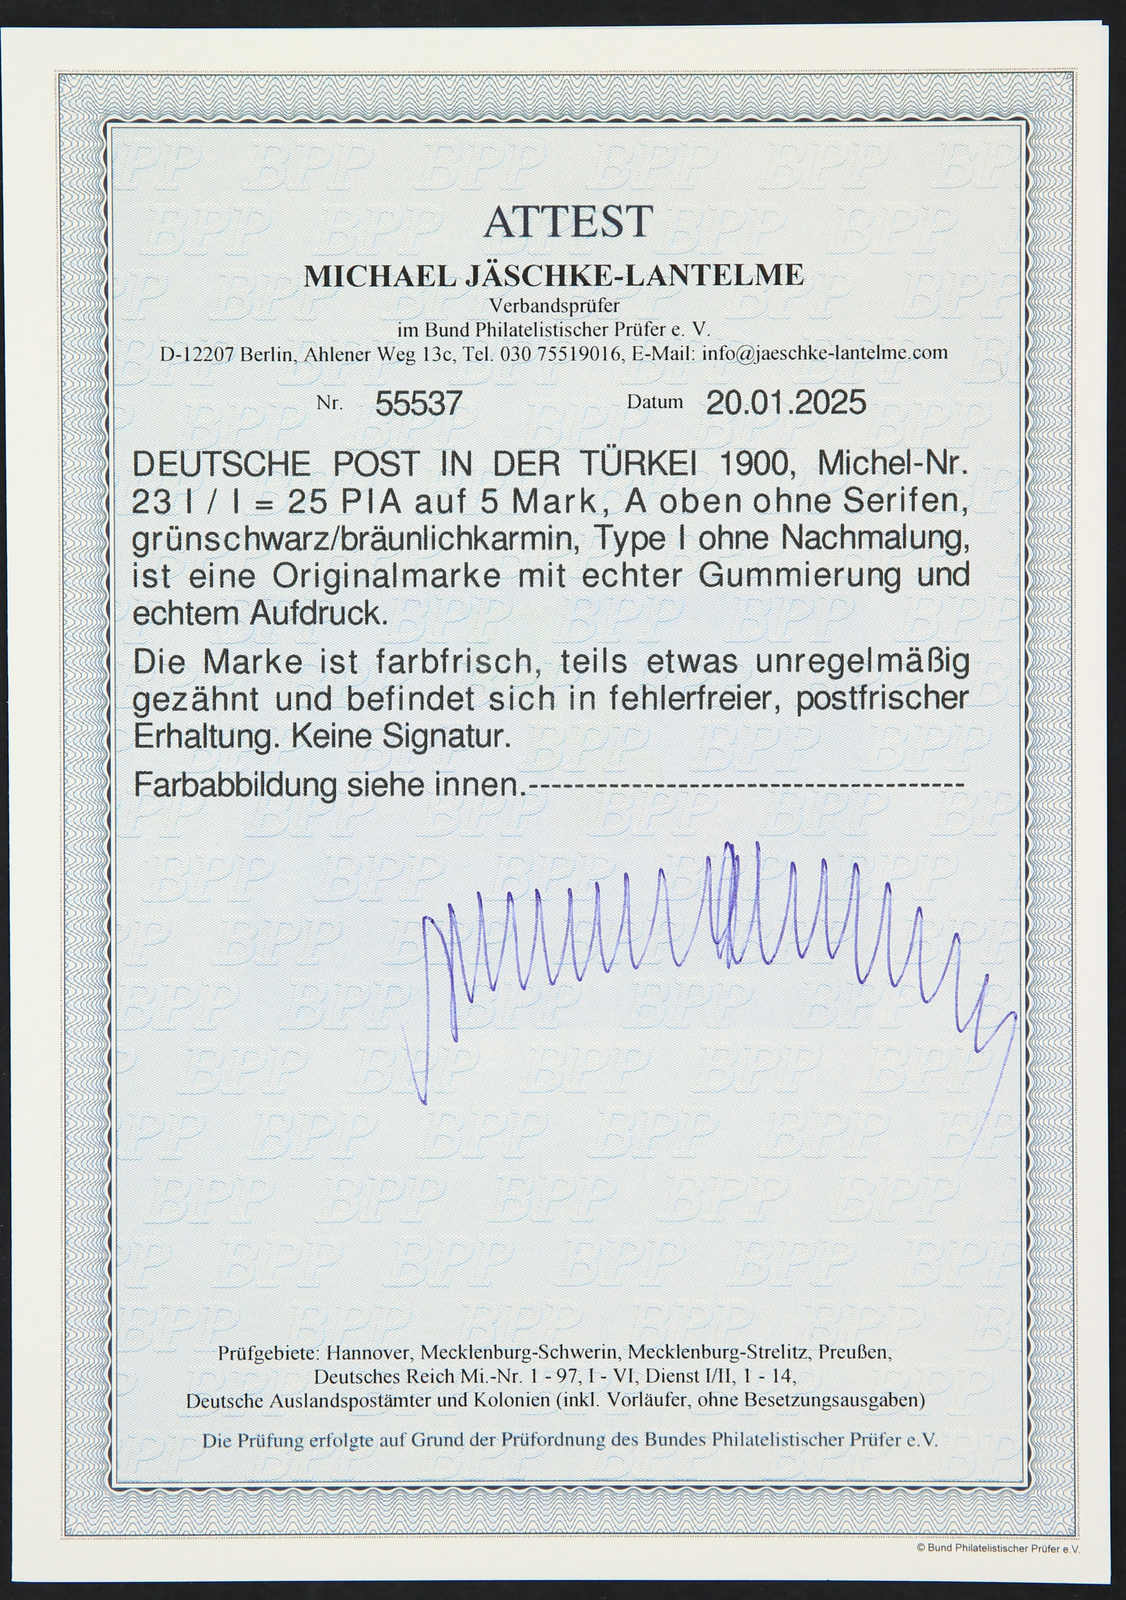 ATTEST
MICHAEL JÄSCHKE-LANTELME
Verbandsprüfer
im Bund Philatelistischer Prüfer e. V.
D-12207 Berlin, Ahlener Weg 13c, Tel. 030 75519016, E-Mail: info@jaeschke-lantelme.com
Nr. 55537 Datum 20.01.2025
DEUTSCHE POST IN DER TÜRKEI 1900, Michel-Nr.
23 I / I = 25 PIA auf 5 Mark, A oben ohne Serifen,
grünschwarz/bräunlichkarmin, Type I ohne Nachmalung,
ist eine Originalmarke mit echter Gummierung und
echtem Aufdruck.
Die Marke ist farbfrisch, teils etwas unregelmäßig
gezähnt und befindet sich in fehlerfreier, postfrischer
Erhaltung. Keine Signatur.
Farbabbildung siehe innen.--------------------------------------
Prüfgebiete: Hannover, Mecklenburg-Schwerin, Mecklenburg-Strelitz, Preußen,
Deutsches Reich Mi.-Nr. 1 - 97, I - VI, Dienst I/II, 1 - 14,
Deutsche Auslandspostämter und Kolonien (inkl. Vorläufer, ohne Besetzungsausgaben)
Die Prüfung erfolgte auf Grund der Prüfordnung des Bundes Philatelistischer Prüfer e.V.
© Bund Philatelistischer Prüfer e.V.